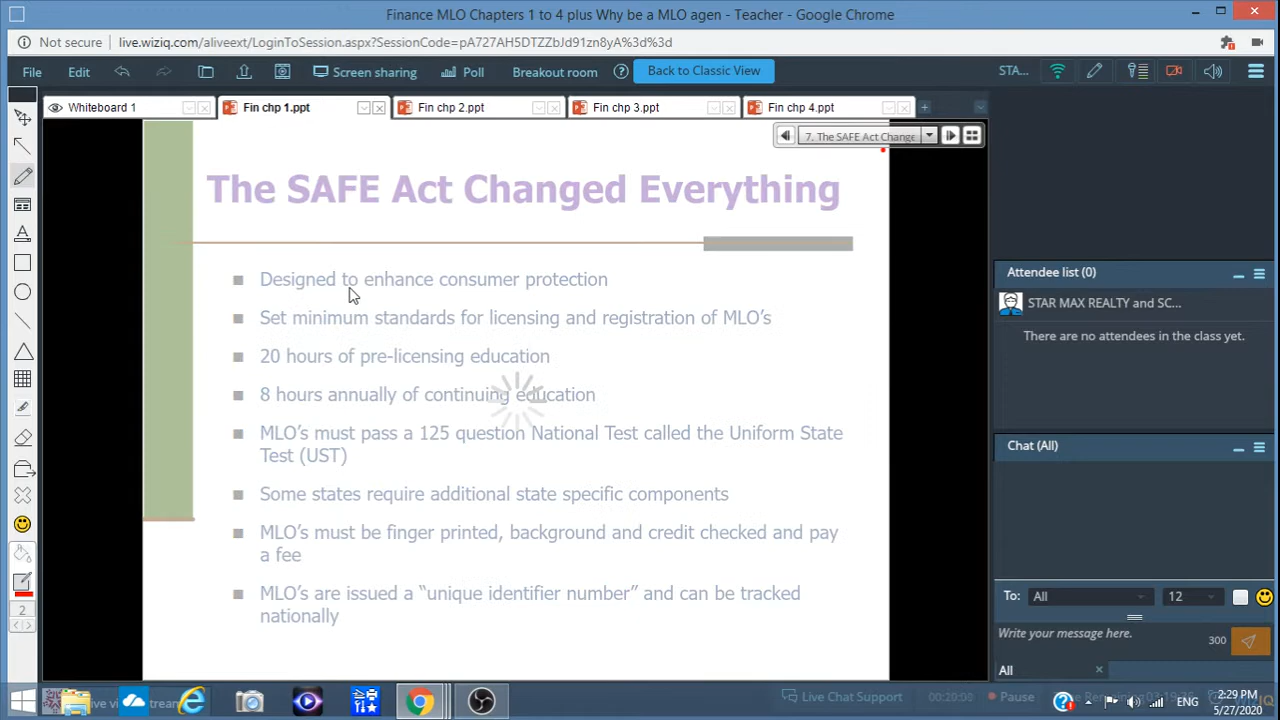 Finance MLO Chapters 1 to 4 plus Why be a MLO agen - Teacher - Google Chrome
Not secure live.wiziq.com/aliveext/LoginToSession.aspx?SessionCode=pA727AH5DTZZbJd91zn8yA%3d%3d
File Edit Screen sharing Poll Breakout room ? Back to Classic View STA...
Whiteboard 1 Fin chp 1.ppt Fin chp 2.ppt Fin chp 3.ppt Fin chp 4.ppt
7. The SAFE Act Change
The SAFE Act Changed Everything
Designed to enhance consumer protection
Set minimum standards for licensing and registration of MLO's
20 hours of pre-licensing education
8 hours annually of continuing education
MLO's must pass a 125 question National Test called the Uniform State
Test (UST)
Some states require additional state specific components
MLO's must be finger printed, background and credit checked and pay
a fee
MLO's are issued a “unique identifier number” and can be tracked
nationally
2
Attendee list (0)
STAR MAX REALTY and SC...
There are no attendees in the class yet.
Chat (All)
To: All 12
Write your message here. 300
All
Live Chat Support 00:29:00 Pause
ENG 2:29 PM
5/27/2020